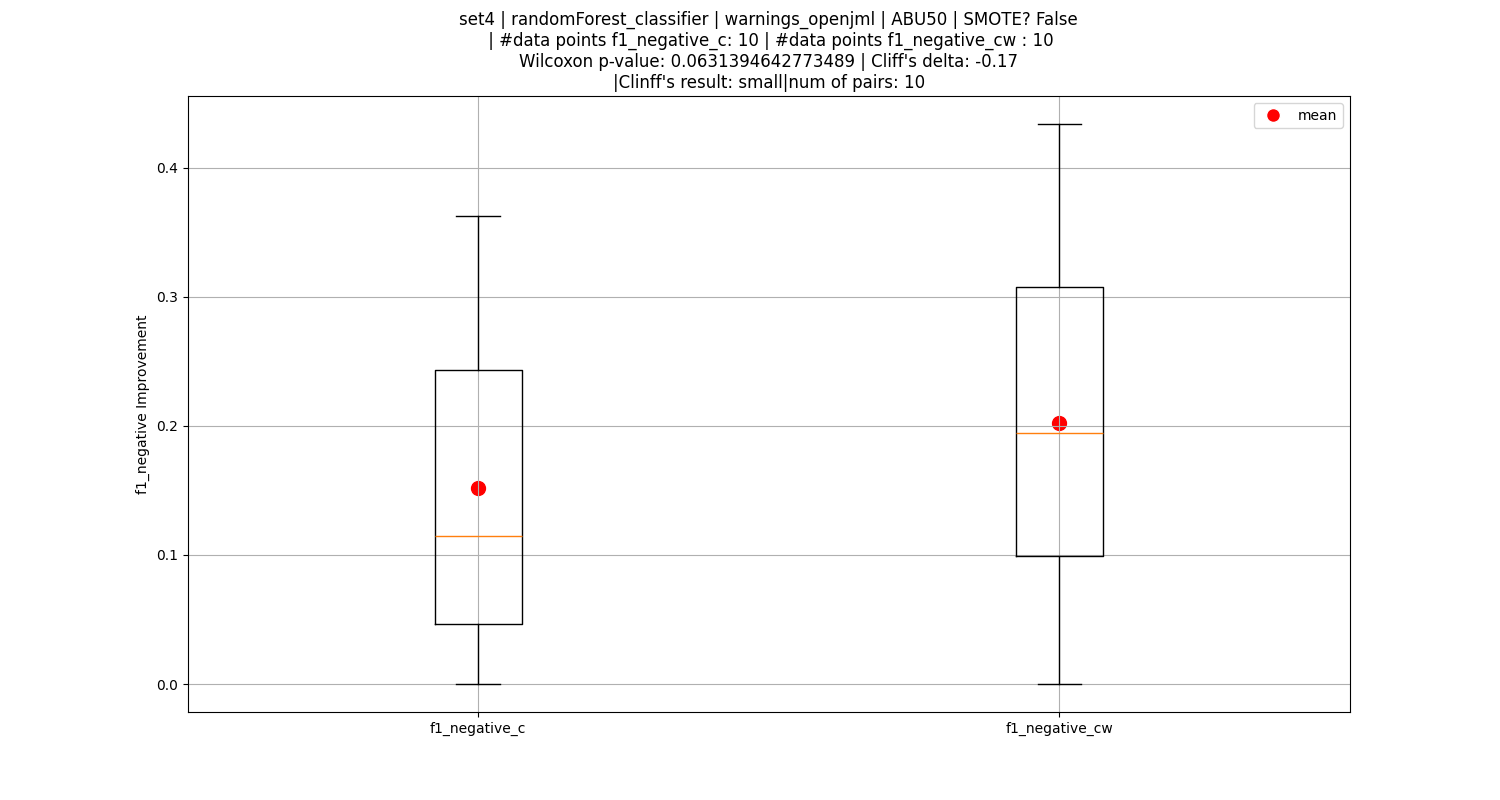 set4 | randomForest_classifier | warnings_openjml | ABU50 | SMOTE? False
| #data points f1_negative_c: 10 | #data points f1_negative_cw : 10
Wilcoxon p-value: 0.0631394642773489 | Cliff's delta: -0.17
|Clinff's result: small|num of pairs: 10
mean
0.4
0.3
0.2
0.1
0.0
f1_negative Improvement
f1_negative_c
f1_negative_cw